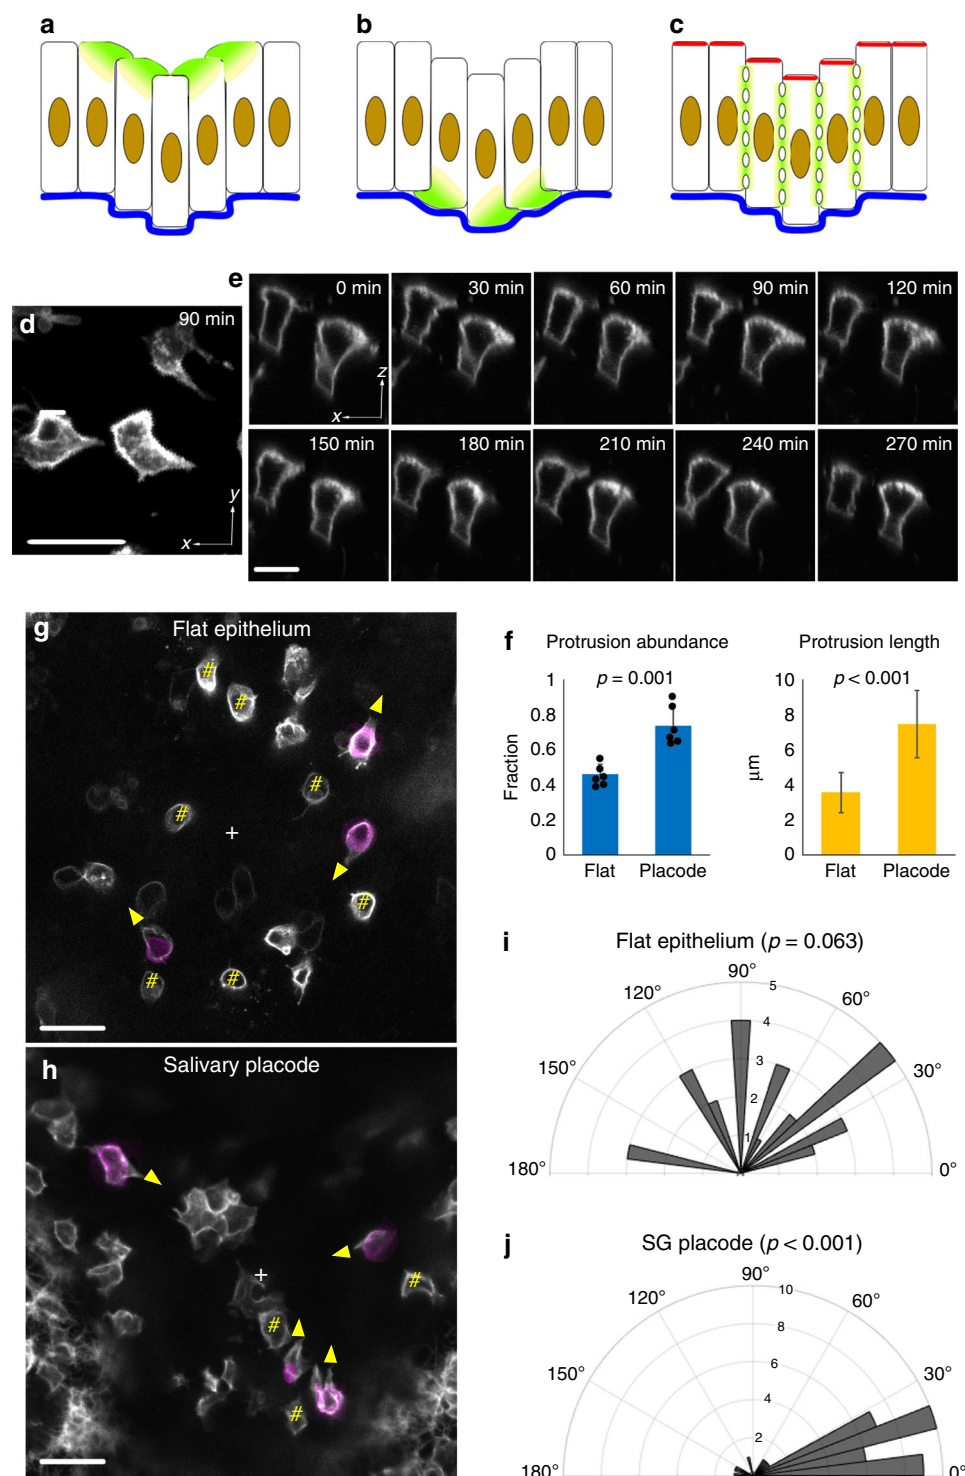 a
b
c
d
90 min
x
y
e
0 min
30 min
60 min
90 min
120 min
x
z
150 min
180 min
210 min
240 min
270 min
g
Flat epithelium
#
#
#
#
+
#
#
#
h
Salivary placode
+
#
#
#
f
Protrusion abundance
p = 0.001
Fraction
1
0.8
0.6
0.4
0.2
0
Flat
Placode
Protrusion length
p < 0.001
µm
10
8
6
4
2
0
Flat
Placode
i
Flat epithelium (p = 0.063)
90°
120°
60°
150°
30°
180°
0°
5
4
3
2
1
j
SG placode (p < 0.001)
90°
120°
60°
150°
30°
180°
0°
10
8
6
4
2